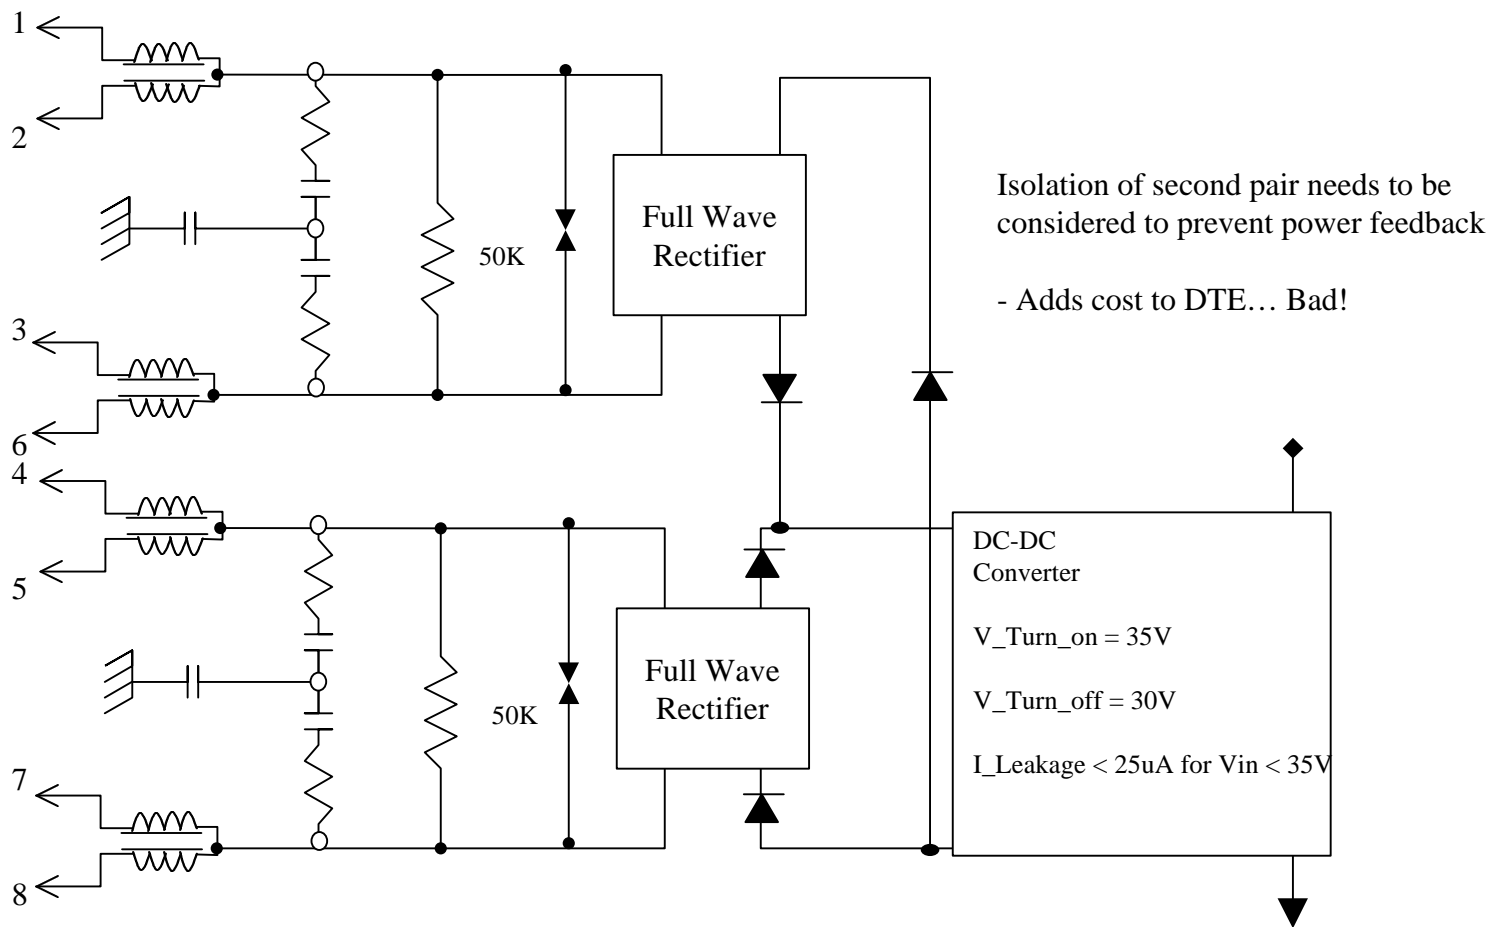 1
2
3
6
4
5
7
8
50K
Full Wave
Rectifier
50K
Full Wave
Rectifier
Isolation of second pair needs to be
considered to prevent power feedback
- Adds cost to DTE… Bad!
DC-DC
Converter
V_Turn_on = 35V
V_Turn_off = 30V
I_Leakage < 25uA for Vin < 35V